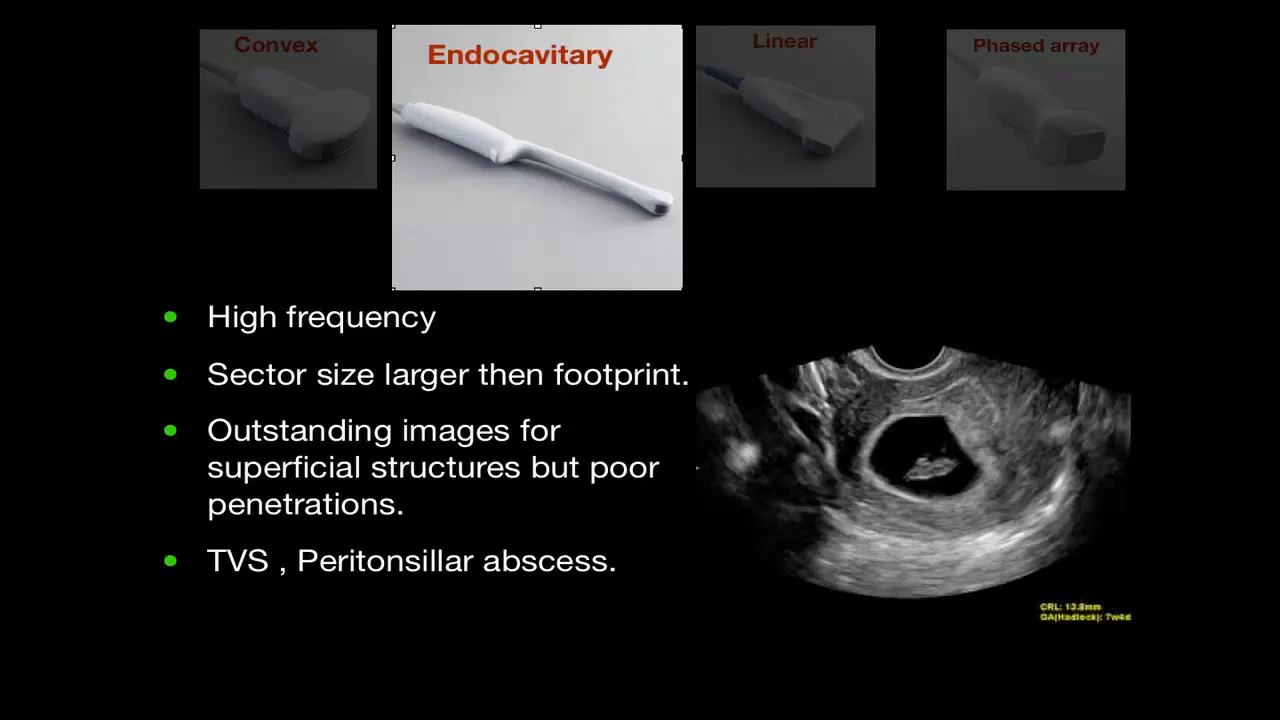 Convex
Endocavitary
Linear
Phased array
High frequency
Sector size larger then footprint.
Outstanding images for
superficial structures but poor
penetrations.
TVS , Peritonsillar abscess.
CRL: 13.8mm
GA(Hadlock): 7w4d